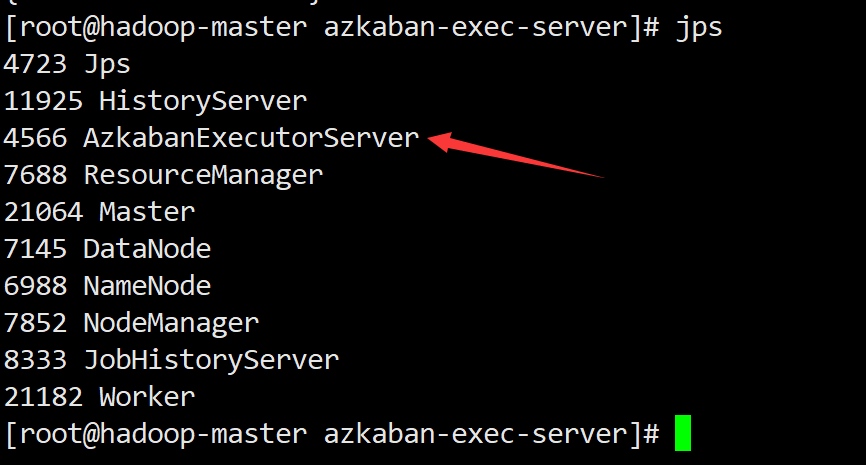 [root@hadoop-master azkaban-exec-server]# jps
4723 Jps
11925 HistoryServer
4566 AzkabanExecutorServer
7688 ResourceManager
21064 Master
7145 DataNode
6988 NameNode
7852 NodeManager
8333 JobHistoryServer
21182 Worker
[root@hadoop-master azkaban-exec-server]#